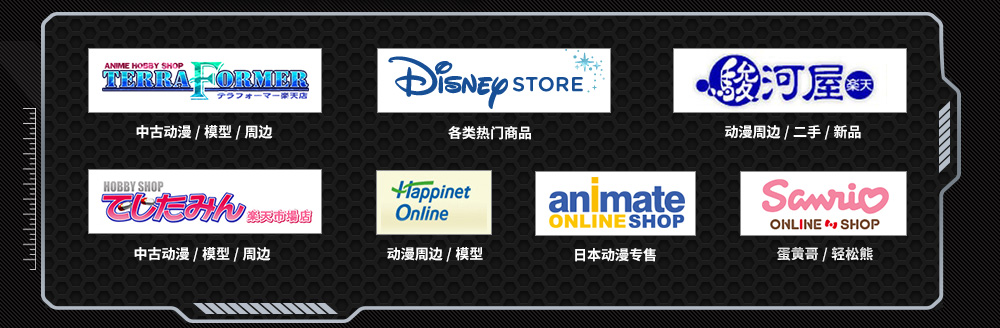 ANIME HOBBY SHOP
TERRA FORMER
テラフォーマー楽天店
中古动漫 / 模型 / 周边
Disney STORE
各类热门商品
駿河屋 楽天
动漫周边 / 二手 / 新品
HOBBY SHOP
てしたみん 楽天市場店
中古动漫 / 模型 / 周边
Happinet
Online
动漫周边 / 模型
animate
ONLINE SHOP
日本动漫专售
Sanrio
ONLINE SHOP
蛋黄哥 / 轻松熊